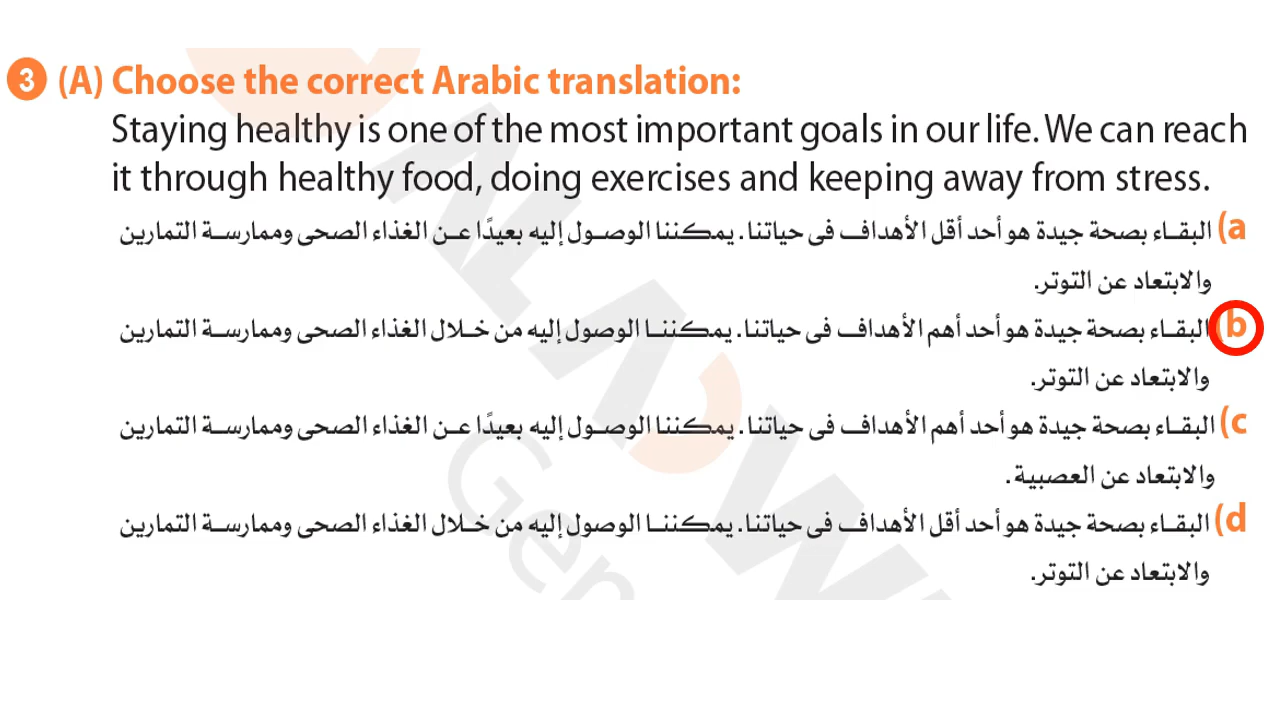 3 (A) Choose the correct Arabic translation:
Staying healthy is one of the most important goals in our life. We can reach
it through healthy food, doing exercises and keeping away from stress.
a) البقاء بصحة جيدة هو أحد أقل الأهداف فى حياتنا. يمكننا الوصول إليه بعيدًا عن الغذاء الصحى وممارسة التمارين
والابتعاد عن التوتر.
b) البقاء بصحة جيدة هو أحد أهم الأهداف فى حياتنا. يمكننا الوصول إليه من خلال الغذاء الصحى وممارسة التمارين
والابتعاد عن التوتر.
c) البقاء بصحة جيدة هو أحد أهم الأهداف فى حياتنا. يمكننا الوصول إليه بعيدًا عن الغذاء الصحى وممارسة التمارين
والابتعاد عن العصبية.
d) البقاء بصحة جيدة هو أحد أقل الأهداف فى حياتنا. يمكننا الوصول إليه من خلال الغذاء الصحى وممارسة التمارين
والابتعاد عن التوتر.